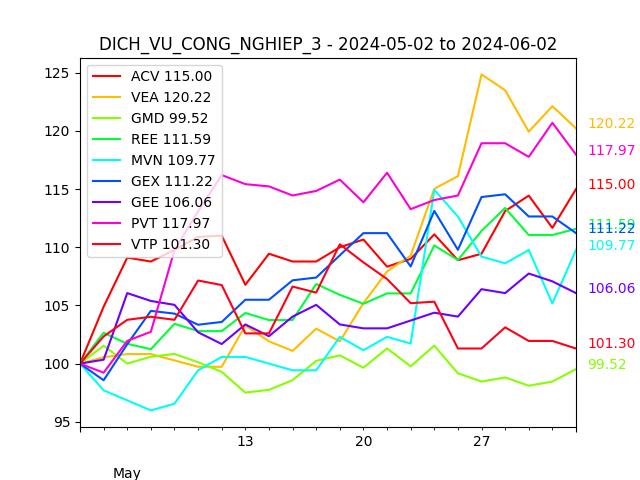 DICH_VU_CONG_NGHIEP_3 - 2024-05-02 to 2024-06-02
125
120
115
110
105
100
95
ACV 115.00
VEA 120.22
GMD 99.52
REE 111.59
MVN 109.77
GEX 111.22
GEE 106.06
PVT 117.97
VTP 101.30
120.22
117.97
115.00
111.59
111.22
109.77
106.06
101.30
99.52
13
20
27
May